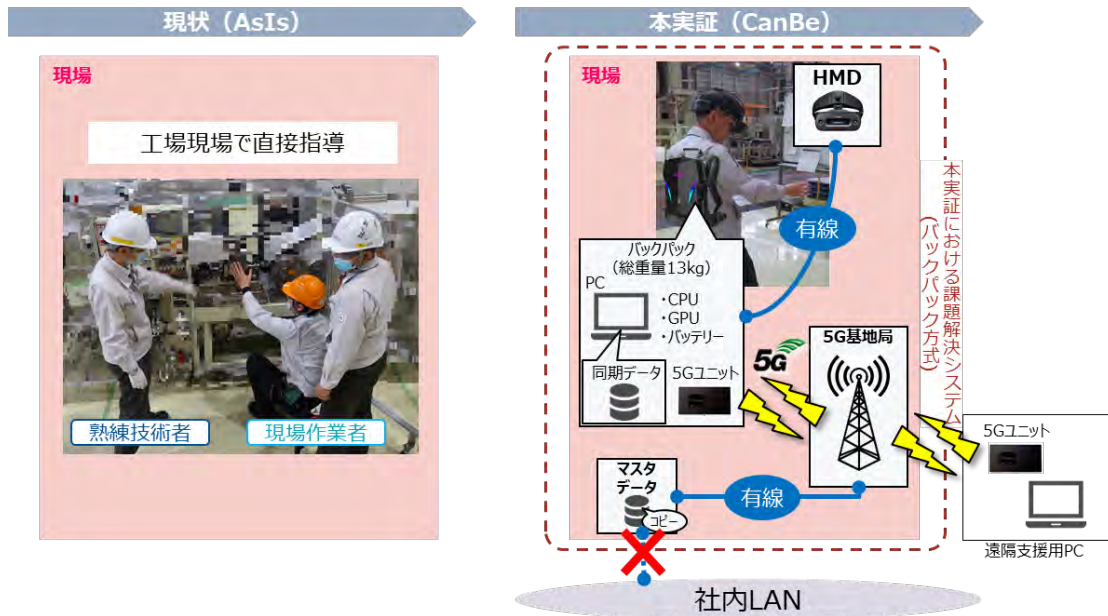 現状（AsIs）
現場
工場現場で直接指導
熟練技術者
現場作業者
本実証（CanBe）
現場
HMD
有線
バックパック
（総重量13kg）
PC
・CPU
・GPU
・バッテリー
同期データ
5Gユニット
5G
5G基地局
マスタ
データ
コピー
有線
本実証における課題解決システム
（バックパック方式）
5Gユニット
遠隔支援用PC
社内LAN